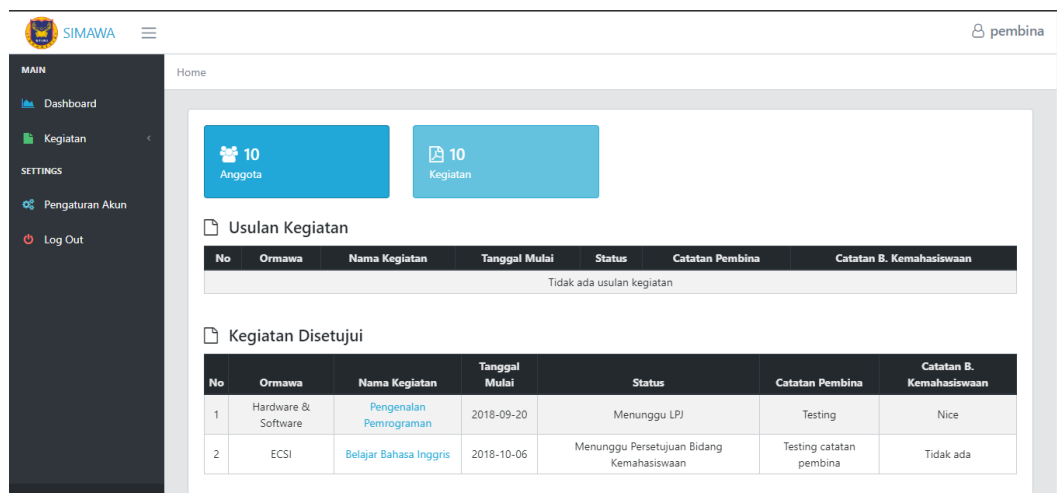 SIMAWA
pembina
MAIN
Home
Dashboard
Kegiatan
SETTINGS
Pengaturan Akun
Log Out
10
Anggota
10
Kegiatan
Usulan Kegiatan
No Ormawa Nama Kegiatan Tanggal Mulai Status Catatan Pembina Catatan B. Kemahasiswaan
Tidak ada usulan kegiatan
Kegiatan Disetujui
No Ormawa Nama Kegiatan Tanggal Mulai Status Catatan Pembina Catatan B. Kemahasiswaan
1 Hardware & Software Pengenalan Pemrograman 2018-09-20 Menunggu LPJ Testing Nice
2 ECSI Belajar Bahasa Inggris 2018-10-06 Menunggu Persetujuan Bidang Kemahasiswaan Testing catatan pembina Tidak ada